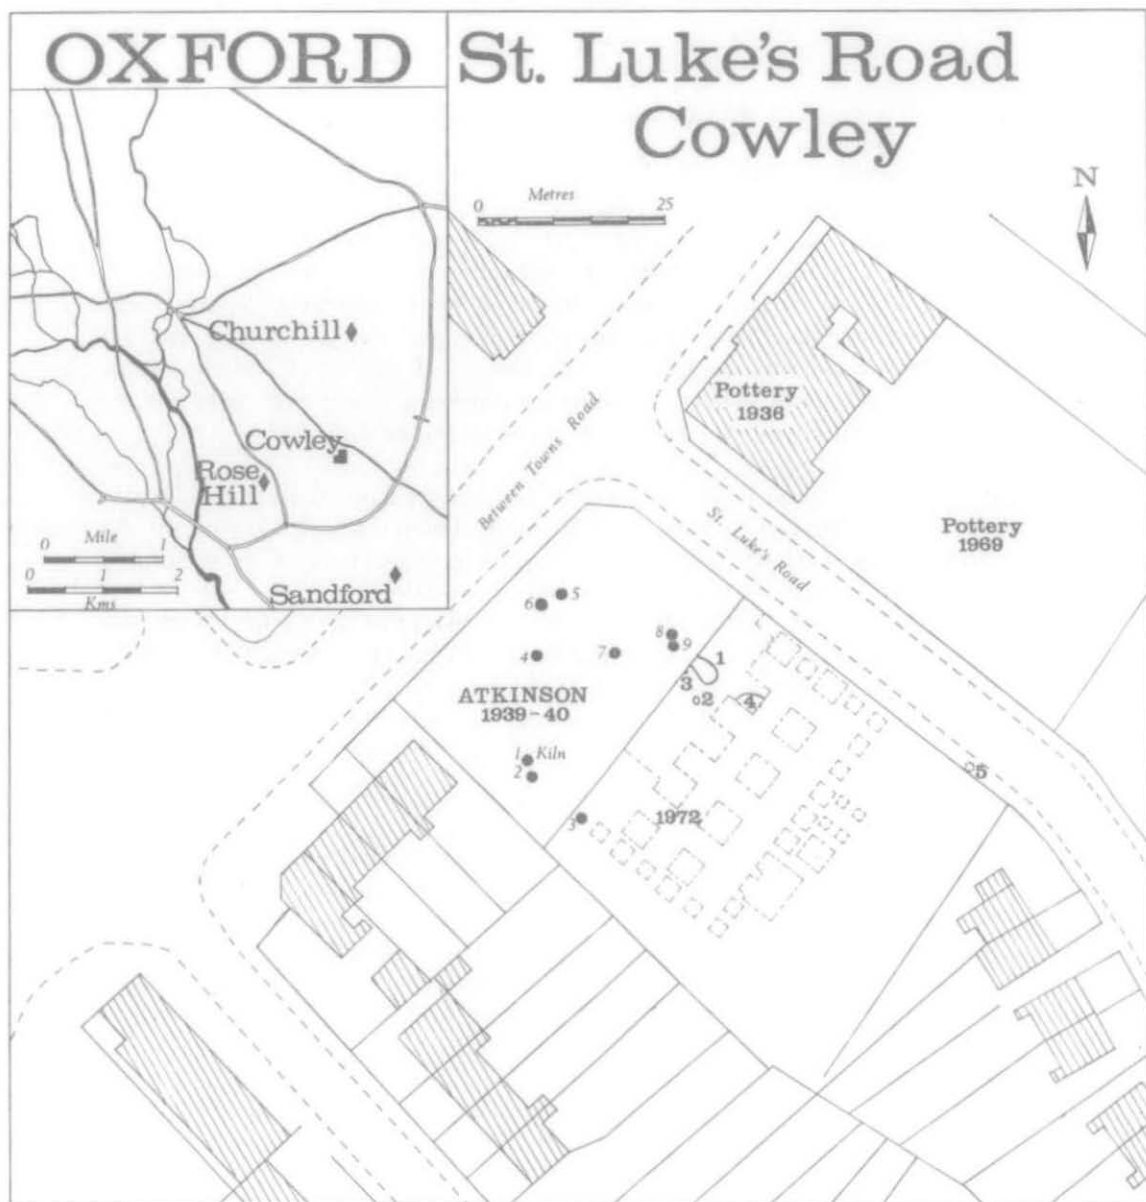 OXFORD
St. Luke's Road
Cowley
Metres
0 25
N
Churchill
Cowley
Rose
Hill
Sandford
Mile
0 1
0 1 2
Kms
Between Towns Road
St. Luke's Road
Pottery
1936
Pottery
1969
6 5
8
9
4 7
1
3
2
4
ATKINSON
1939-40
1 Kiln
2
3
1972
5